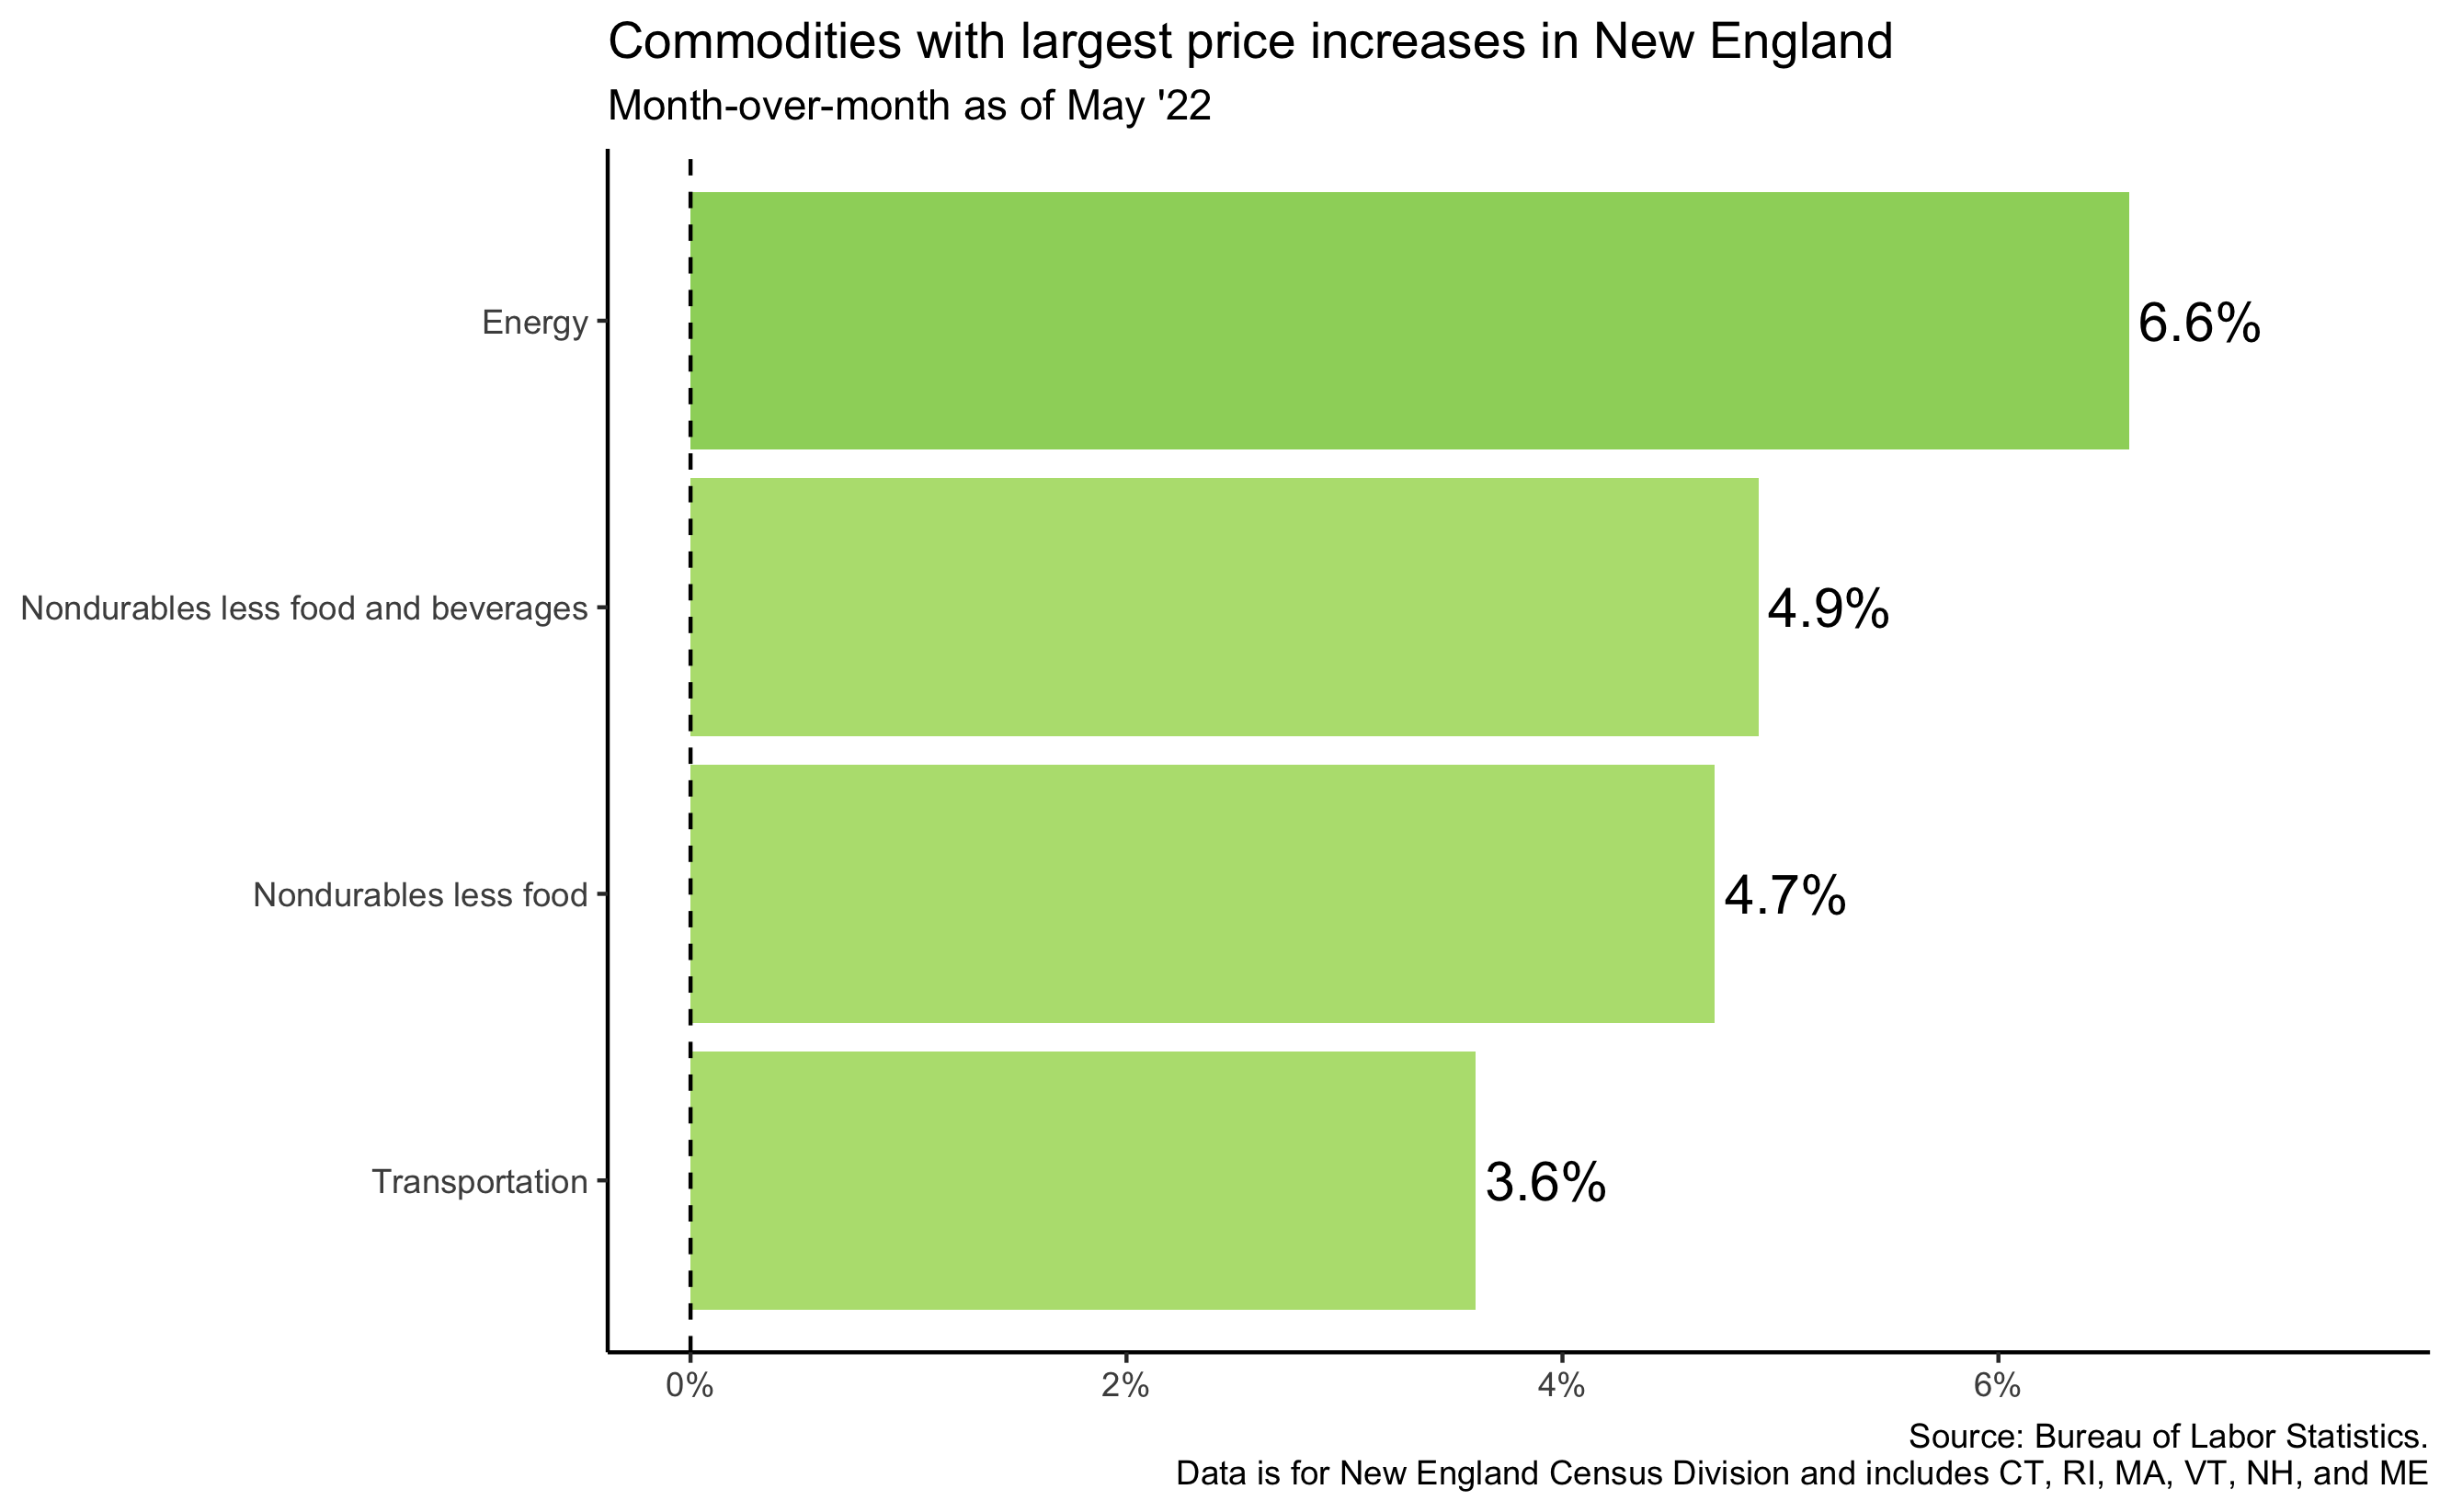 Commodities with largest price increases in New England
Month-over-month as of May '22
Energy
6.6%
Nondurables less food and beverages
4.9%
Nondurables less food
4.7%
Transportation
3.6%
0%
2%
4%
6%
Source: Bureau of Labor Statistics.
Data is for New England Census Division and includes CT, RI, MA, VT, NH, and ME